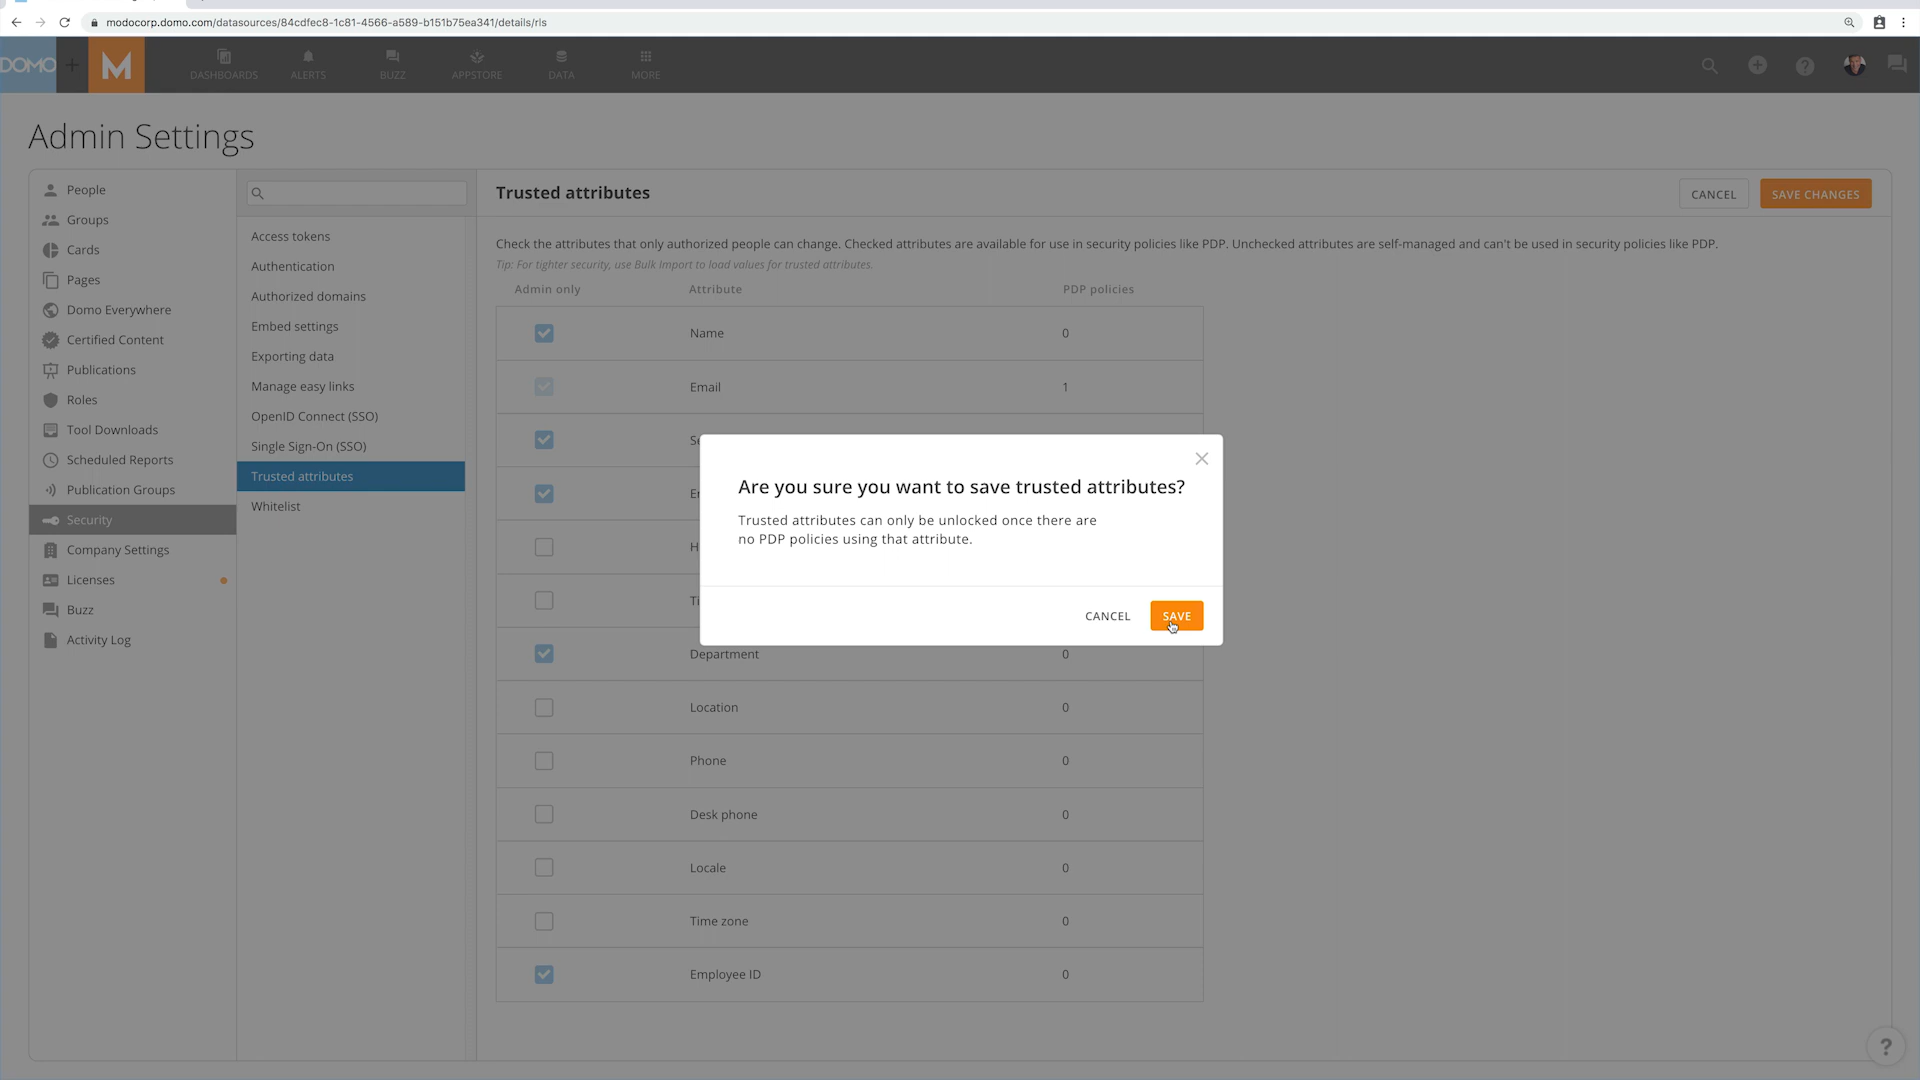 modocorp.domo.com/datasources/84cdfec8-1c81-4566-a589-b151b75ea341/details/rls
DOMO
DASHBOARDS
ALERTS
BUZZ
APPSTORE
DATA
MORE
Admin Settings
People
Groups
Cards
Pages
Domo Everywhere
Certified Content
Publications
Roles
Tool Downloads
Scheduled Reports
Publication Groups
Security
Company Settings
Licenses
Buzz
Activity Log
Access tokens
Authentication
Authorized domains
Embed settings
Exporting data
Manage easy links
OpenID Connect (SSO)
Single Sign-On (SSO)
Trusted attributes
Whitelist
Trusted attributes
CANCEL
SAVE CHANGES
Check the attributes that only authorized people can change. Checked attributes are available for use in security policies like PDP. Unchecked attributes are self-managed and can't be used in security policies like PDP.
Tip: For tighter security, use Bulk Import to load values for trusted attributes.
Admin only Attribute PDP policies
Name 0
Email 1
Are you sure you want to save trusted attributes?
Trusted attributes can only be unlocked once there are
no PDP policies using that attribute.
CANCEL SAVE
Department 0
Location 0
Phone 0
Desk phone 0
Locale 0
Time zone 0
Employee ID 0
?